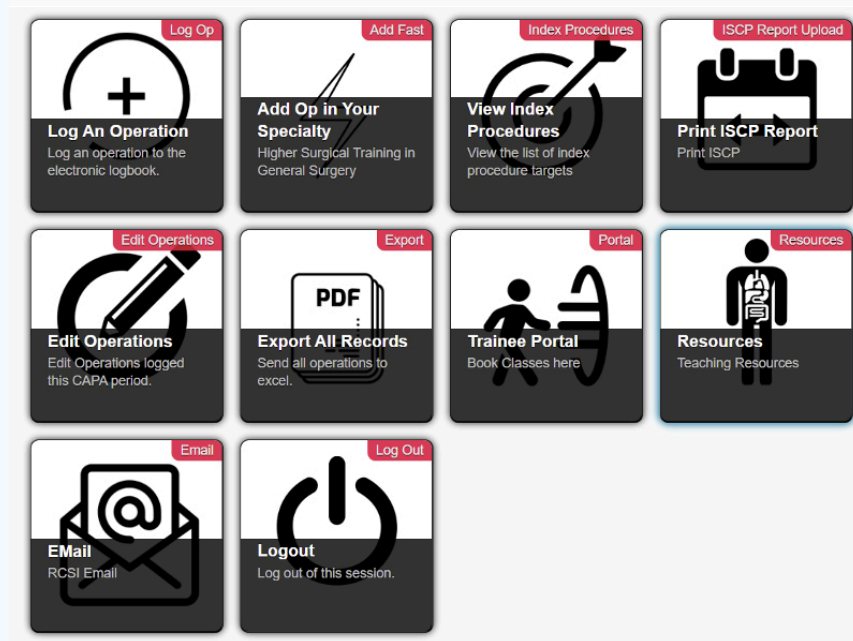 Log Op
Log An Operation
Log an operation to the
electronic logbook.
Add Fast
Add Op in Your
Specialty
Higher Surgical Training in
General Surgery
Index Procedures
View Index
Procedures
View the list of index
procedure targets
ISCP Report Upload
Print ISCP Report
Print ISCP
Edit Operations
Edit Operations
Edit Operations logged
this CAPA period.
Export
PDF
Export All Records
Send all operations to
excel.
Portal
Trainee Portal
Book Classes here
Resources
Resources
Teaching Resources
Email
@
EMail
RCSI Email
Log Out
Logout
Log out of this session.